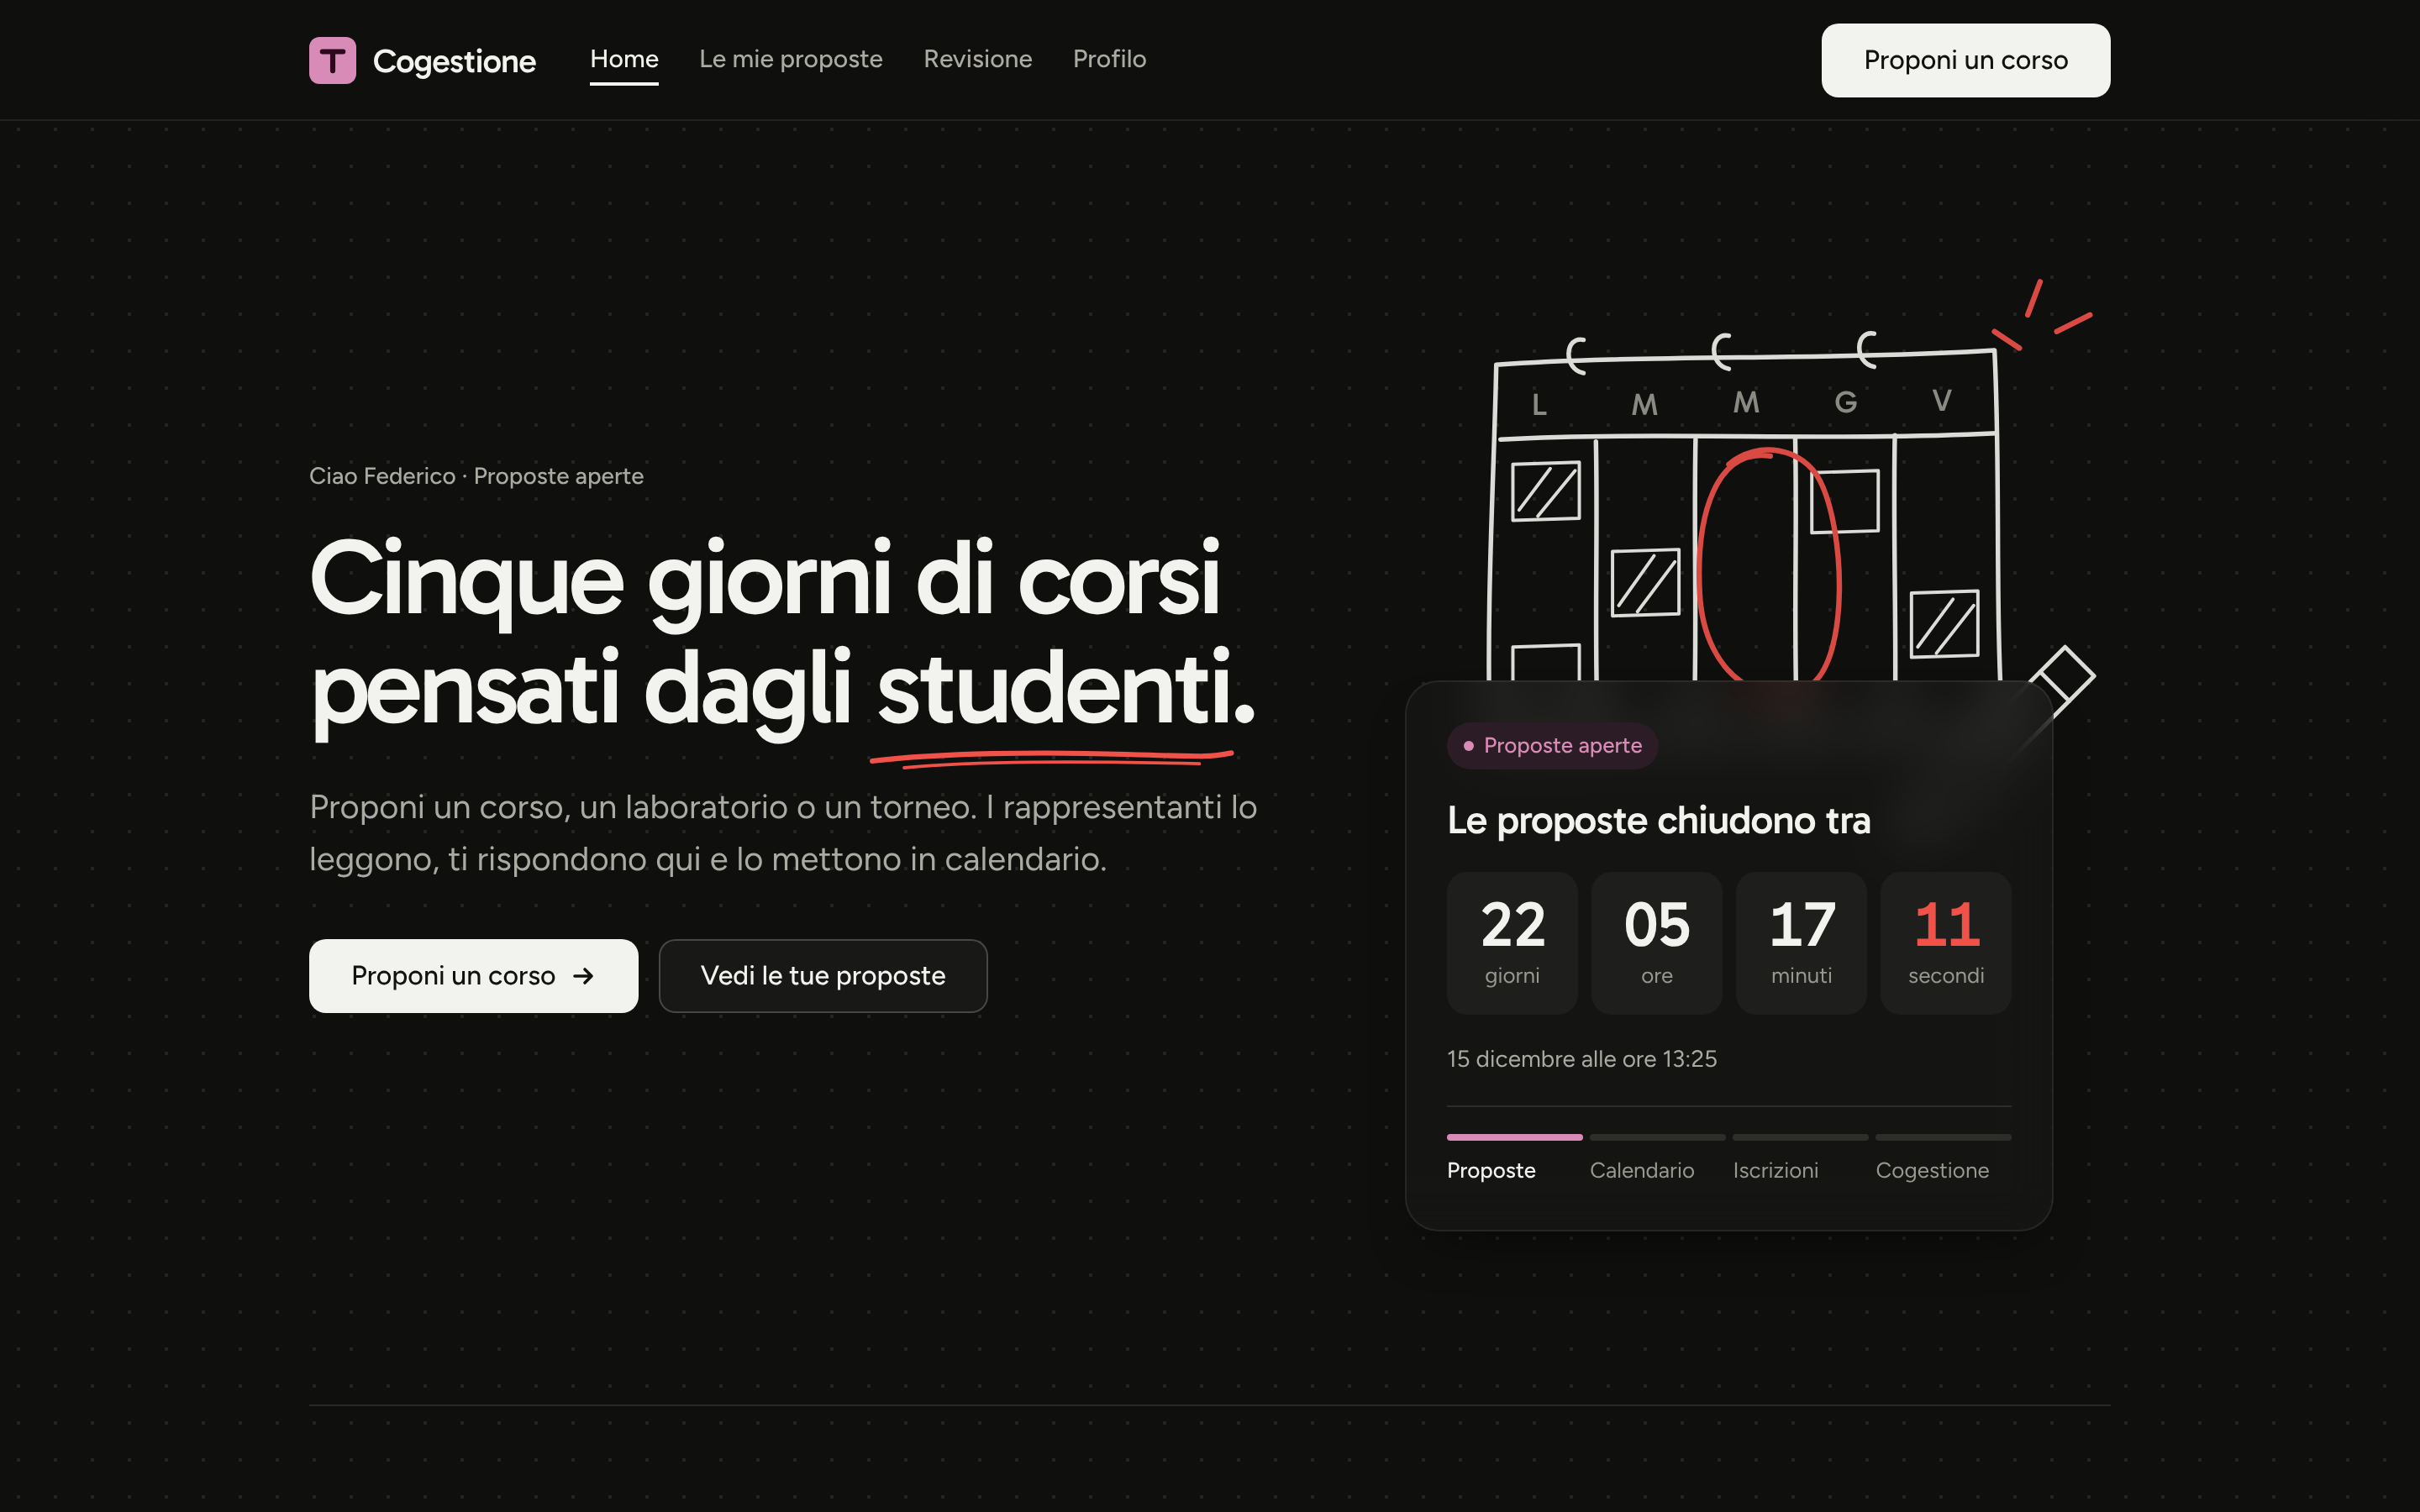 T Cogestione Home Le mie proposte Revisione Profilo Proponi un corso
Ciao Federico · Proposte aperte
Cinque giorni di corsi
pensati dagli studenti.
Proponi un corso, un laboratorio o un torneo. I rappresentanti lo
leggono, ti rispondono qui e lo mettono in calendario.
Proponi un corso → Vedi le tue proposte
L M M G V
Proposte aperte
Le proposte chiudono tra
22 05 17 11
giorni ore minuti secondi
15 dicembre alle ore 13:25
Proposte Calendario Iscrizioni Cogestione